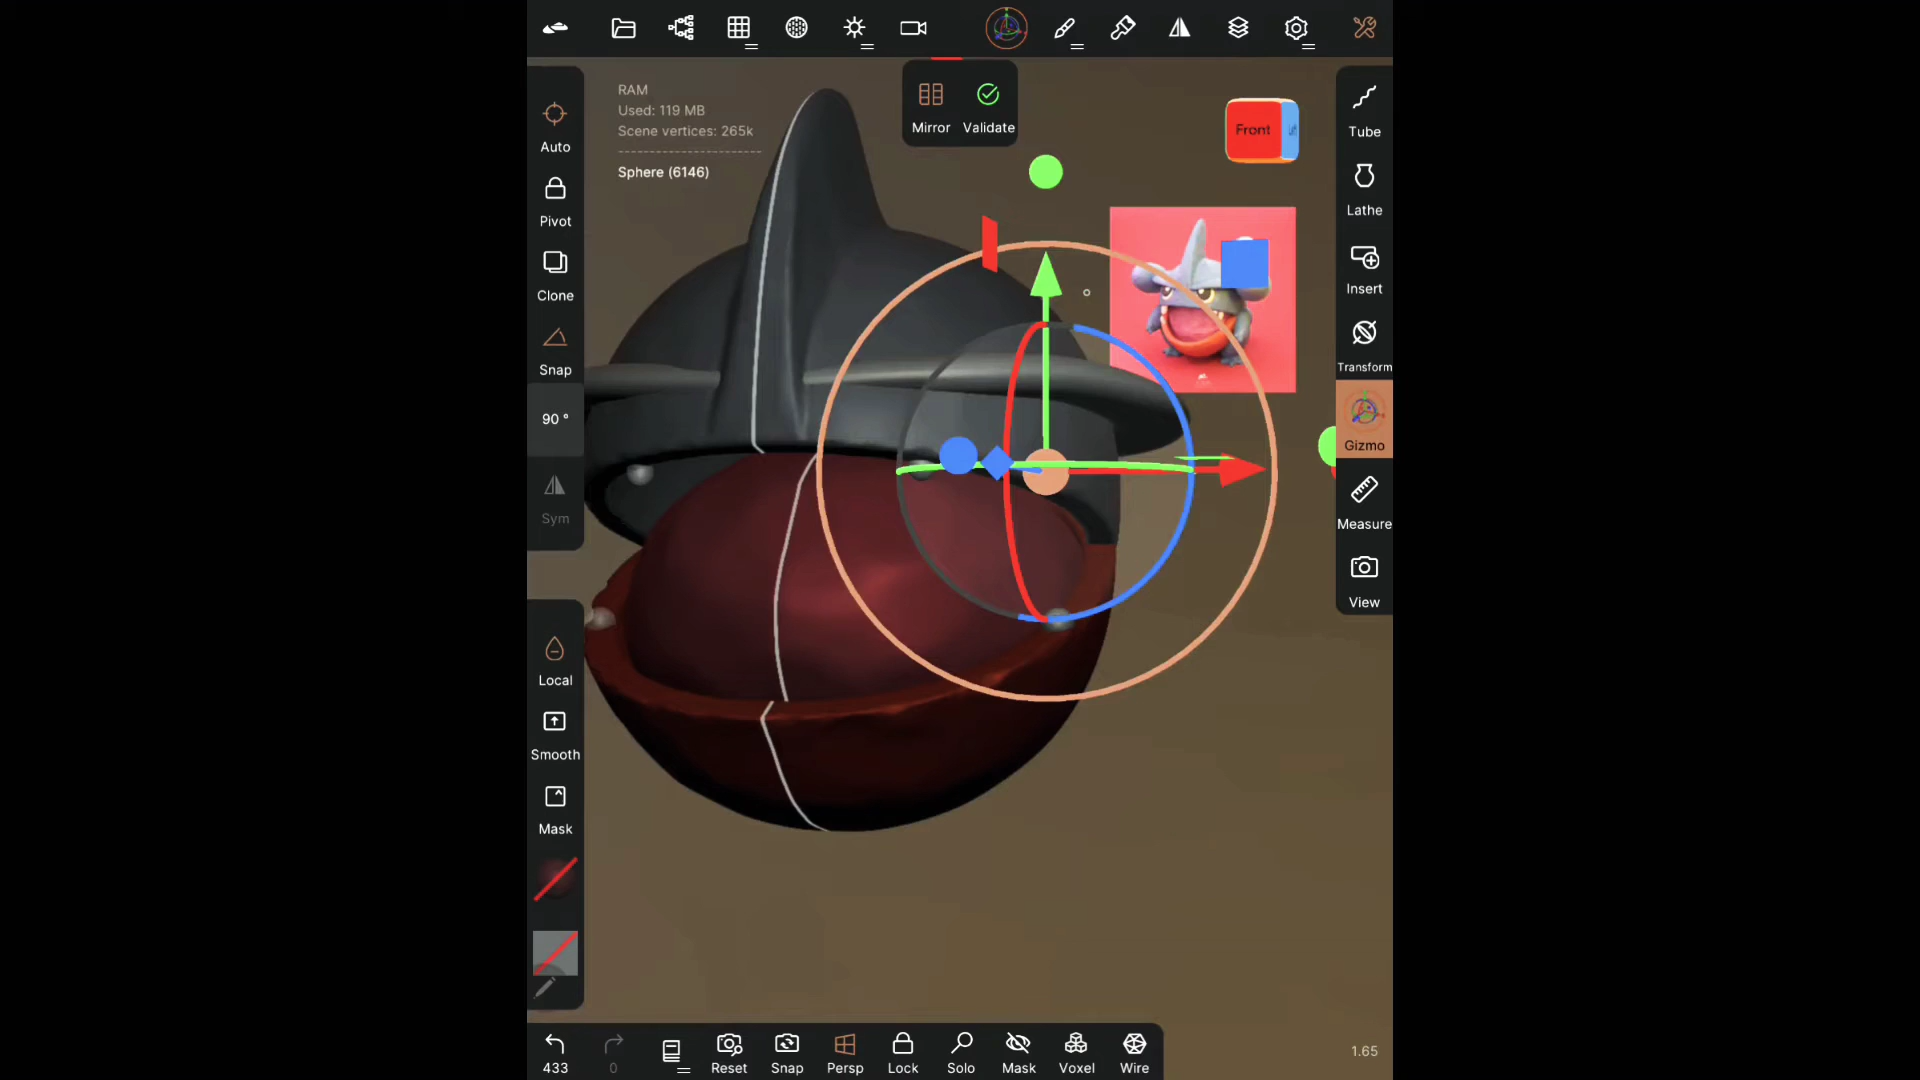 RAM
Used: 119 MB
Scene vertices: 265k
Sphere (6146)
Mirror
Validate
Front
Auto
Pivot
Clone
Snap
90 °
Sym
Local
Smooth
Mask
Tube
Lathe
Insert
Transform
Gizmo
Measure
View
433
0
Reset
Snap
Persp
Lock
Solo
Mask
Voxel
Wire
1.65